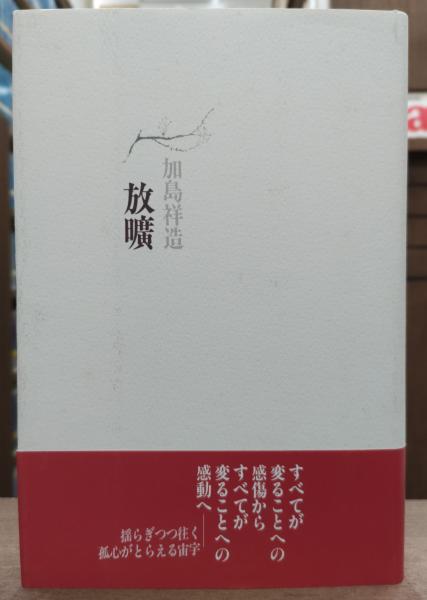 加島祥造
放曠
すべてが
変ることへの
感傷から
すべてが
変ることへの
感動へ――
揺らぎつつ往く
孤心がとらえる宙字